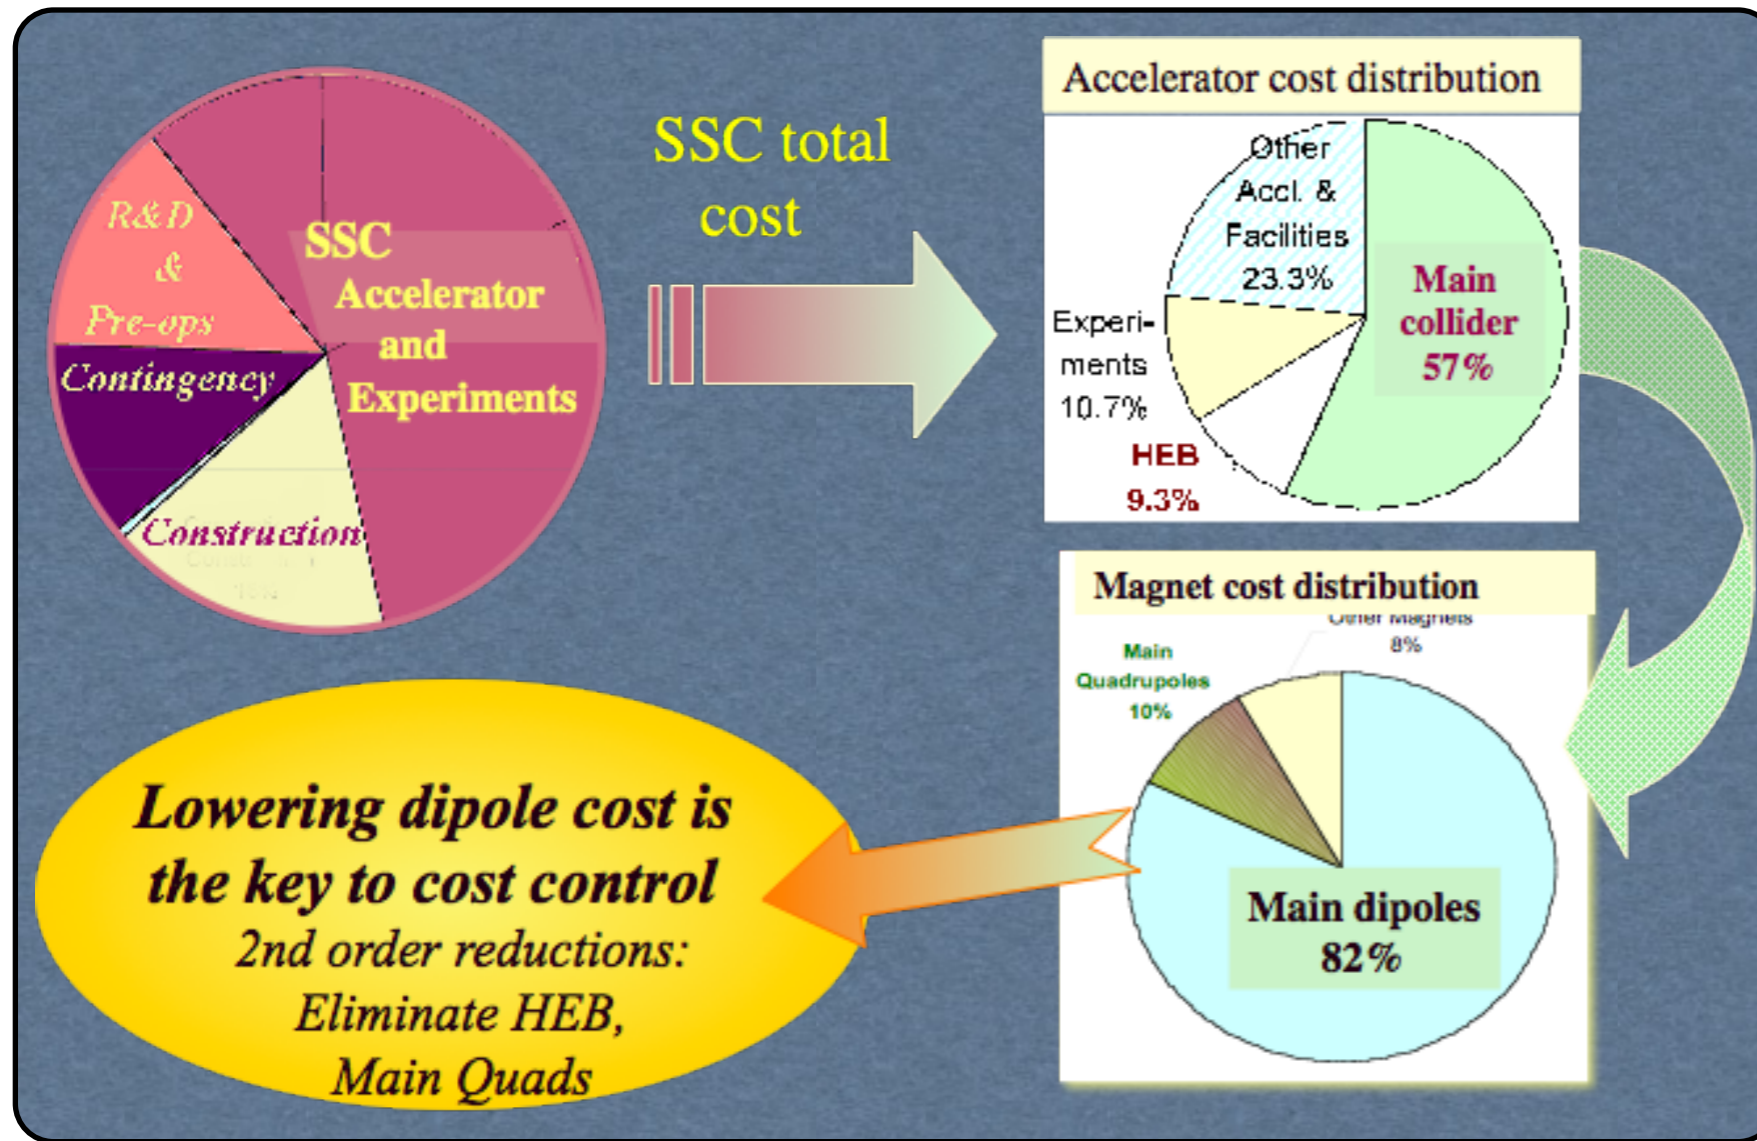 R&D
&
Pre-ops
Contingency
Construction
SSC
Accelerator
and
Experiments
SSC total
cost
Accelerator cost distribution
Other
Accl. &
Facilities
23.3%
Main
collider
57%
Experi-
ments
10.7%
HEB
9.3%
Magnet cost distribution
Other Magnets
8%
Main
Quadrupoles
10%
Main dipoles
82%
Lowering dipole cost is
the key to cost control
2nd order reductions:
Eliminate HEB,
Main Quads